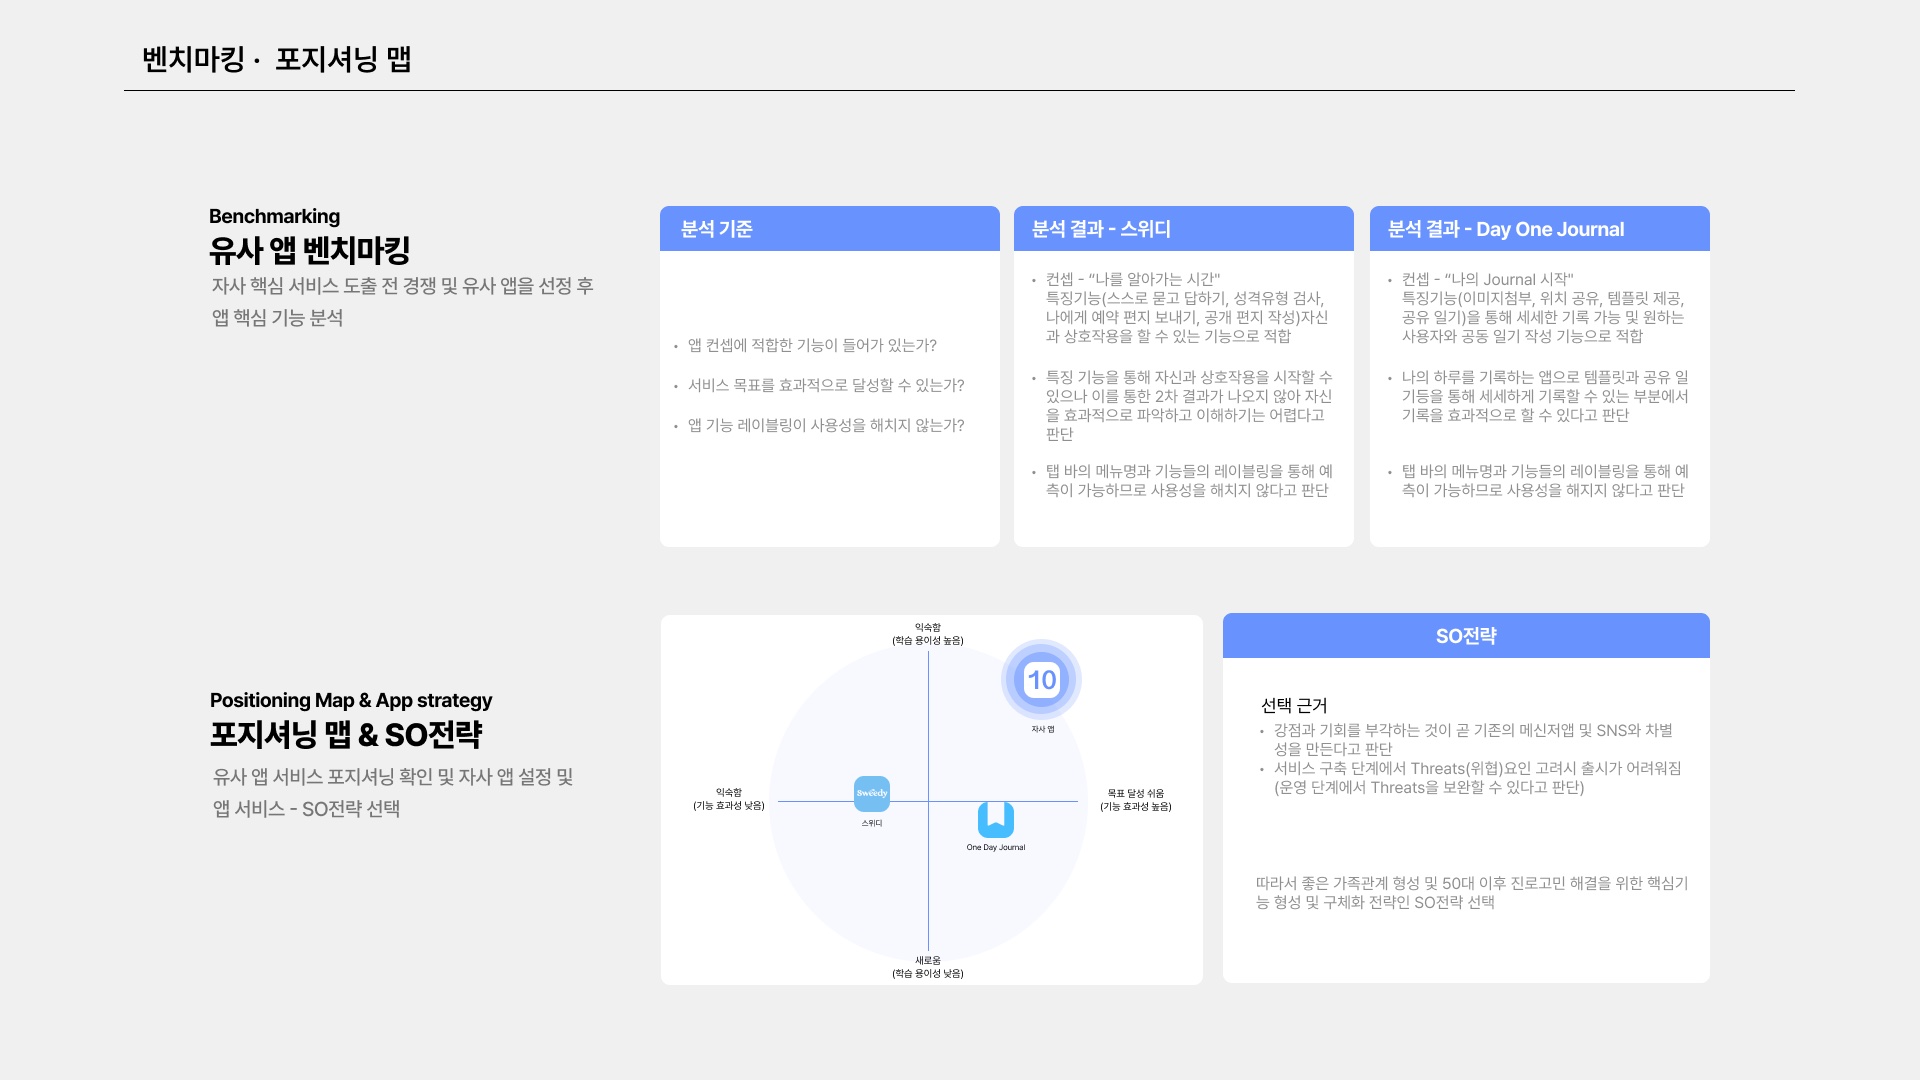 벤치마킹 · 포지셔닝 맵
Benchmarking
유사 앱 벤치마킹
자사 핵심 서비스 도출 전 경쟁 및 유사 앱을 선정 후
앱 핵심 기능 분석
분석 기준
• 앱 컨셉에 적합한 기능이 들어가 있는가?
• 서비스 목표를 효과적으로 달성할 수 있는가?
• 앱 기능 레이블링이 사용성을 해치지 않는가?
분석 결과 - 스위디
• 컨셉 - “나를 알아가는 시간"
특징기능(스스로 묻고 답하기, 성격유형 검사,
나에게 예약 편지 보내기, 공개 편지 작성)자신
과 상호작용을 할 수 있는 기능으로 적합
• 특징 기능을 통해 자신과 상호작용을 시작할 수
있으나 이를 통한 2차 결과가 나오지 않아 자신
을 효과적으로 파악하고 이해하기는 어렵다고
판단
• 탭 바의 메뉴명과 기능들의 레이블링을 통해 예
측이 가능하므로 사용성을 해치지 않다고 판단
분석 결과 - Day One Journal
• 컨셉 - “나의 Journal 시작"
특징기능(이미지첨부, 위치 공유, 템플릿 제공,
공유 일기)을 통해 세세한 기록 가능 및 원하는
사용자와 공동 일기 작성 기능으로 적합
• 나의 하루를 기록하는 앱으로 템플릿과 공유 일
기등을 통해 세세하게 기록할 수 있는 부분에서
기록을 효과적으로 할 수 있다고 판단
• 탭 바의 메뉴명과 기능들의 레이블링을 통해 예
측이 가능하므로 사용성을 해지지 않다고 판단
Positioning Map & App strategy
포지셔닝 맵 & SO전략
유사 앱 서비스 포지셔닝 확인 및 자사 앱 설정 및
앱 서비스 - SO전략 선택
익숙함
(학습 용이성 높음)
10
자사 앱
익숙함
(기능 효과성 낮음)
Sweedy
스위디
One Day Journal
목표 달성 쉬움
(기능 효과성 높음)
새로움
(학습 용이성 낮음)
SO전략
선택 근거
• 강점과 기회를 부각하는 것이 곧 기존의 메신저앱 및 SNS와 차별
성을 만든다고 판단
• 서비스 구축 단계에서 Threats(위협)요인 고려시 출시가 어려워짐
(운영 단계에서 Threats을 보완할 수 있다고 판단)
따라서 좋은 가족관계 형성 및 50대 이후 진로고민 해결을 위한 핵심기
능 형성 및 구체화 전략인 SO전략 선택